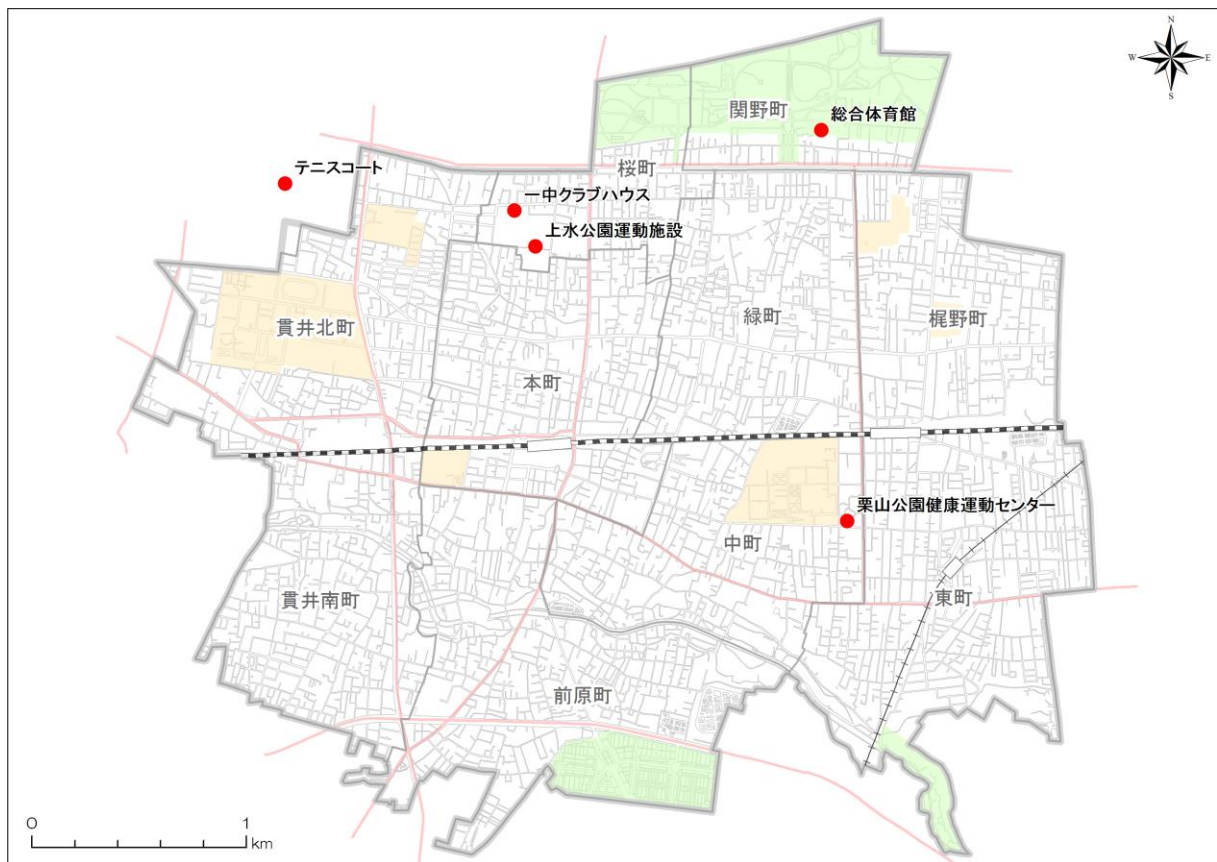 N
W
E
S
関野町
総合体育館
テニスコート
桜町
一中クラブハウス
上水公園運動施設
貫井北町
緑町
梶野町
本町
栗山公園健康運動センター
中町
貫井南町
東町
前原町
0
1
km